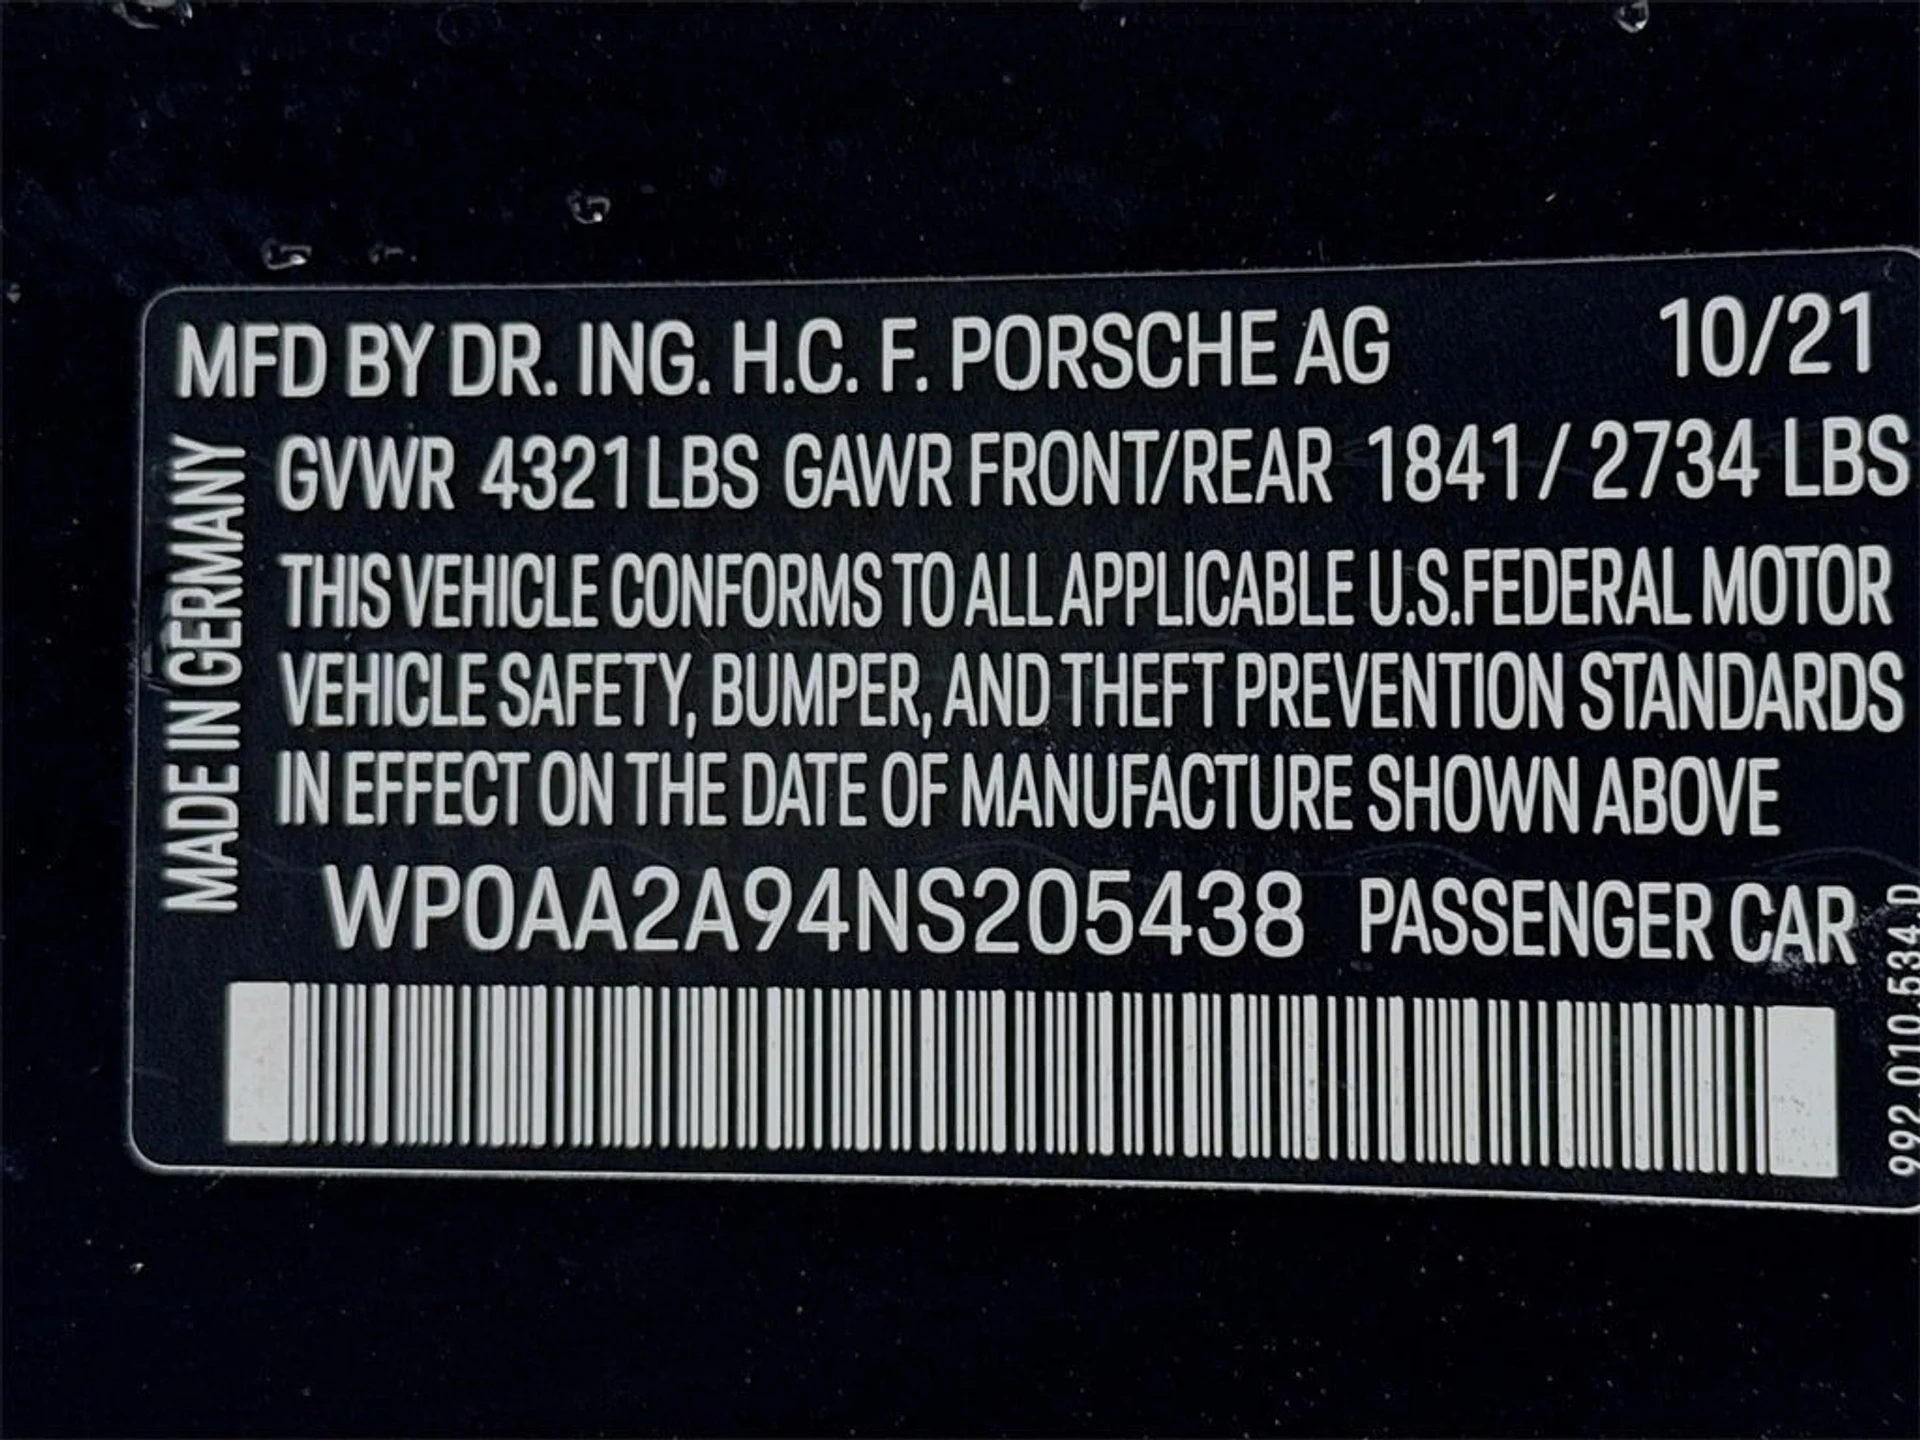 MFD BY DR. ING. H.C. F. PORSCHE AG 10/21
GVWR 4321 LBS GAWR FRONT/REAR 1841 / 2734 LBS
THIS VEHICLE CONFORMS TO ALL APPLICABLE U.S.FEDERAL MOTOR
VEHICLE SAFETY, BUMPER, AND THEFT PREVENTION STANDARDS
IN EFFECT ON THE DATE OF MANUFACTURE SHOWN ABOVE
WP0AA2A94NS205438 PASSENGER CAR
MADE IN GERMANY
992.010.534.D